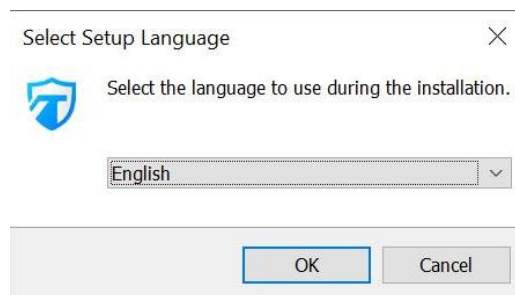 Select Setup Language
Select the language to use during the installation.
English
OK
Cancel